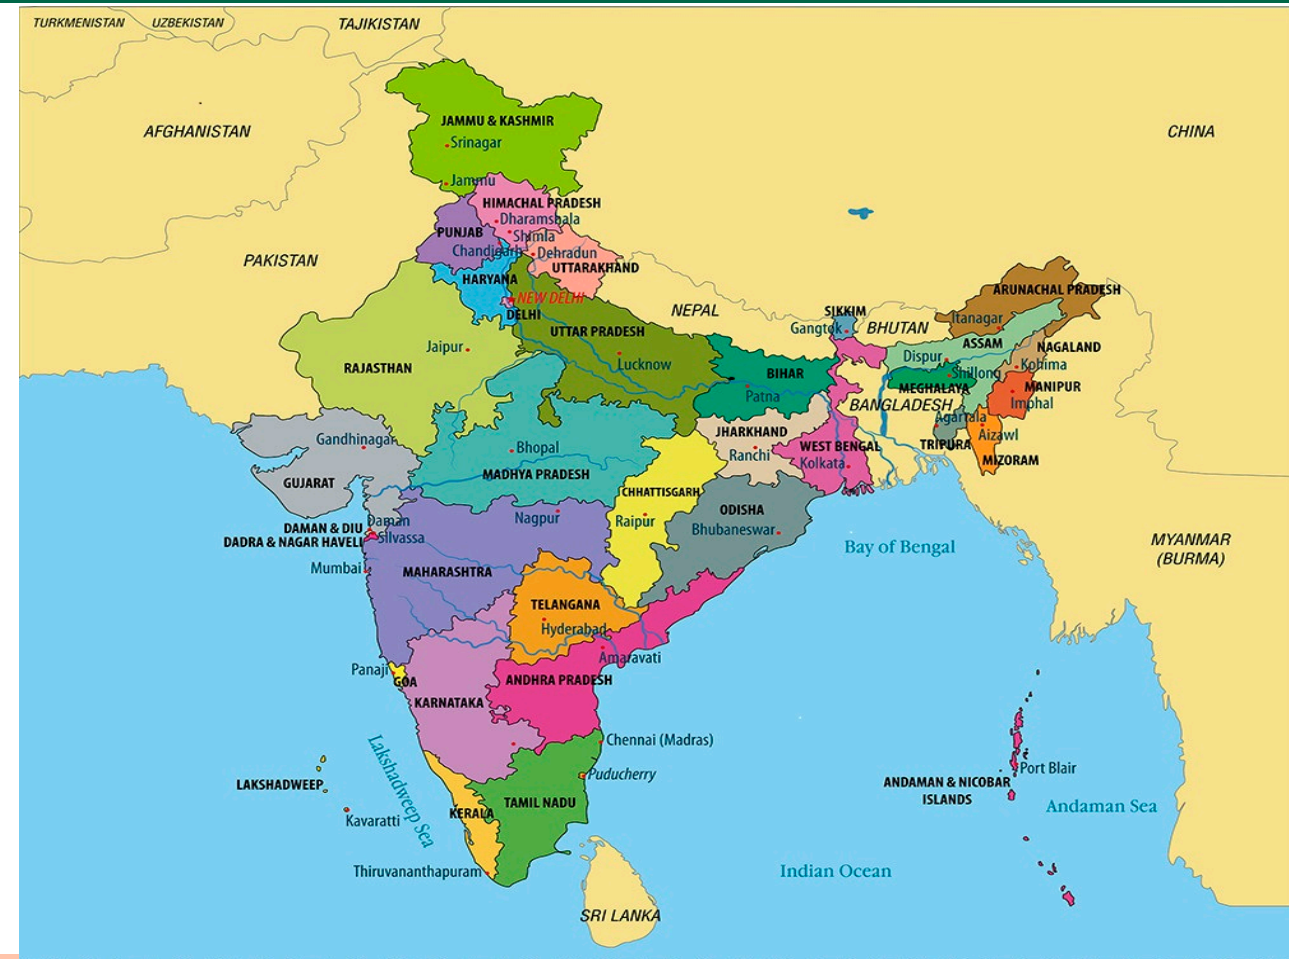 TURKMENISTAN
UZBEKISTAN
TAJIKISTAN
AFGHANISTAN
CHINA
JAMMU & KASHMIR
Srinagar
Jammu
HIMACHAL PRADESH
Dharamshala
PUNJAB
Shimla
Chandigarh
Dehradun
PAKISTAN
UTTARAKHAND
HARYANA
NEW DELHI
DELHI
ARUNACHAL PRADESH
NEPAL
SIKKIM
Gangtok
BHUTAN
Itanagar
UTTAR PRADESH
ASSAM
NAGALAND
Jaipur
Dispur
Lucknow
Kohima
RAJASTHAN
BIHAR
Shillong
MEGHALAYA
MANIPUR
Patna
Imphal
BANGLADESH
Agartala
JHARKHAND
Aizawl
Gandhinagar
Bhopal
WEST BENGAL
TRIPURA
Ranchi
Kolkata
MIZORAM
MADHYA PRADESH
GUJARAT
CHHATTISGARH
ODISHA
Nagpur
Raipur
Bhubaneswar
DAMAN & DIU
Daman
DADRA & NAGAR HAVELI
Silvassa
Bay of Bengal
MYANMAR
(BURMA)
Mumbai
MAHARASHTRA
TELANGANA
Hyderabad
Amaravati
Panaji
GOA
ANDHRA PRADESH
KARNATAKA
Chennai (Madras)
Lakshadweep Sea
Puducherry
Port Blair
LAKSHADWEEP
ANDAMAN & NICOBAR
ISLANDS
TAMIL NADU
Andaman Sea
KERALA
Kavaratti
Thiruvananthapuram
Indian Ocean
SRI LANKA